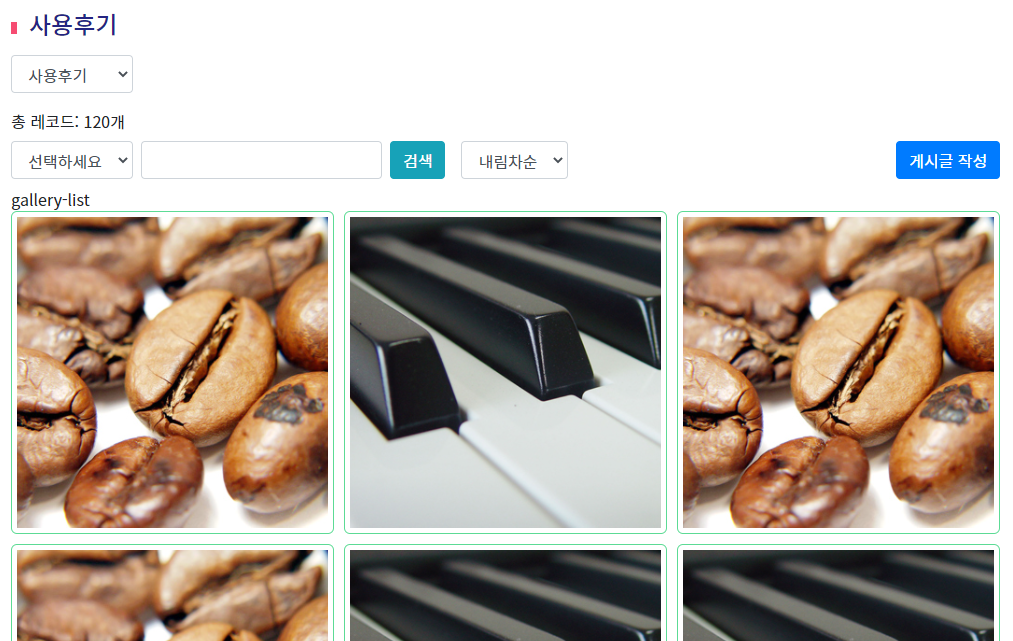 사용후기
사용후기
총 레코드: 120개
선택하세요 검색 내림차순 게시글 작성
gallery-list